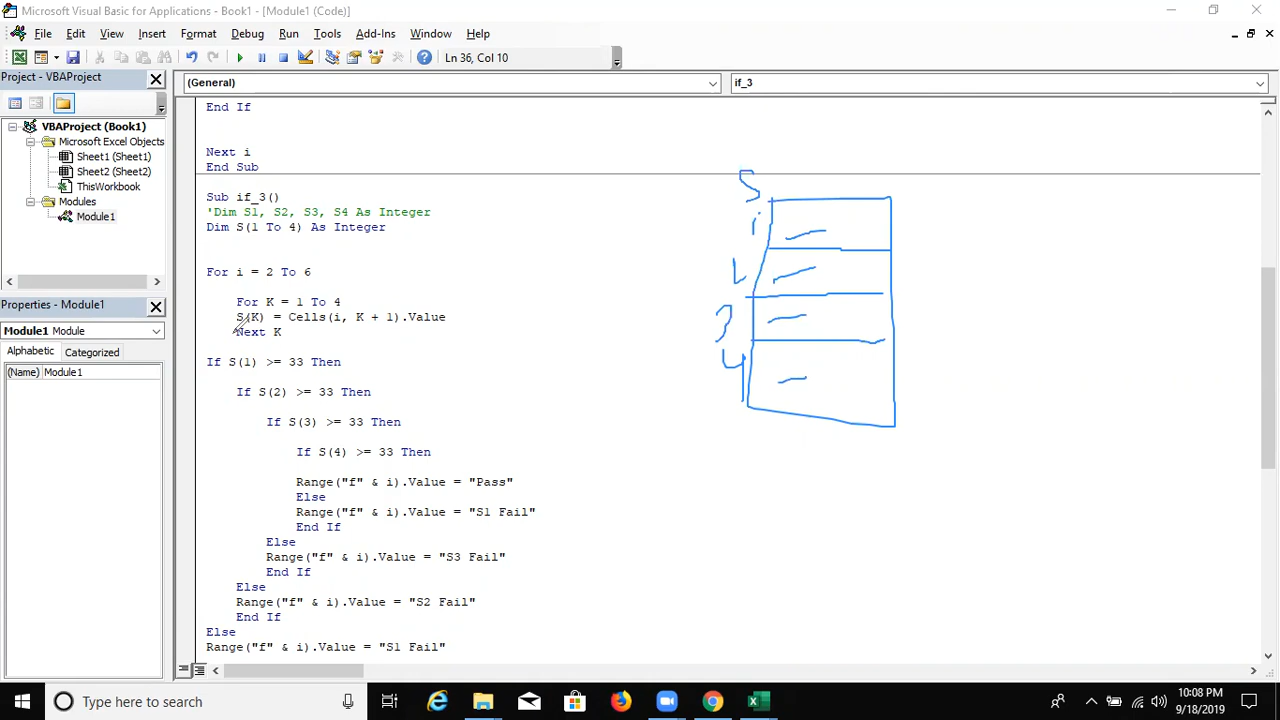 Microsoft Visual Basic for Applications - Book1 - [Module1 (Code)]
File Edit View Insert Format Debug Run Tools Add-Ins Window Help
Ln 36, Col 10
Project - VBAProject
(General)
if_3
VBAProject (Book1)
Microsoft Excel Objects
Sheet1 (Sheet1)
Sheet2 (Sheet2)
ThisWorkbook
Modules
Module1
Properties - Module1
Module1 Module
Alphabetic Categorized
(Name) Module1
End If
Next i
End Sub
Sub if_3()
'Dim S1, S2, S3, S4 As Integer
Dim S(1 To 4) As Integer
For i = 2 To 6
For K = 1 To 4
S(K) = Cells(i, K + 1).Value
Next K
If S(1) >= 33 Then
If S(2) >= 33 Then
If S(3) >= 33 Then
If S(4) >= 33 Then
Range("f" & i).Value = "Pass"
Else
Range("f" & i).Value = "S1 Fail"
End If
Else
Range("f" & i).Value = "S3 Fail"
End If
Else
Range("f" & i).Value = "S2 Fail"
End If
Else
Range("f" & i).Value = "S1 Fail"
S
3
4
Type here to search
10:08 PM
9/18/2019